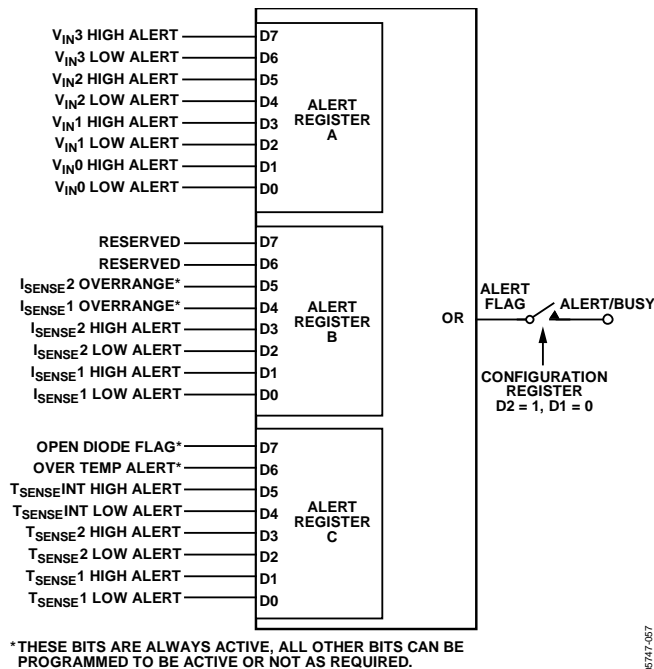 VIN3 HIGH ALERT D7
VIN3 LOW ALERT D6
VIN2 HIGH ALERT D5
VIN2 LOW ALERT D4
VIN1 HIGH ALERT D3
VIN1 LOW ALERT D2
VIN0 HIGH ALERT D1
VIN0 LOW ALERT D0
ALERT
REGISTER
A
RESERVED D7
RESERVED D6
ISENSE2 OVERRANGE* D5
ISENSE1 OVERRANGE* D4
ISENSE2 HIGH ALERT D3
ISENSE2 LOW ALERT D2
ISENSE1 HIGH ALERT D1
ISENSE1 LOW ALERT D0
ALERT
REGISTER
B
OPEN DIODE FLAG* D7
OVER TEMP ALERT* D6
TSENSEINT HIGH ALERT D5
TSENSEINT LOW ALERT D4
TSENSE2 HIGH ALERT D3
TSENSE2 LOW ALERT D2
TSENSE1 HIGH ALERT D1
TSENSE1 LOW ALERT D0
ALERT
REGISTER
C
OR
ALERT
FLAG
ALERT/BUSY
CONFIGURATION
REGISTER
D2 = 1, D1 = 0
*THESE BITS ARE ALWAYS ACTIVE, ALL OTHER BITS CAN BE
PROGRAMMED TO BE ACTIVE OR NOT AS REQUIRED.